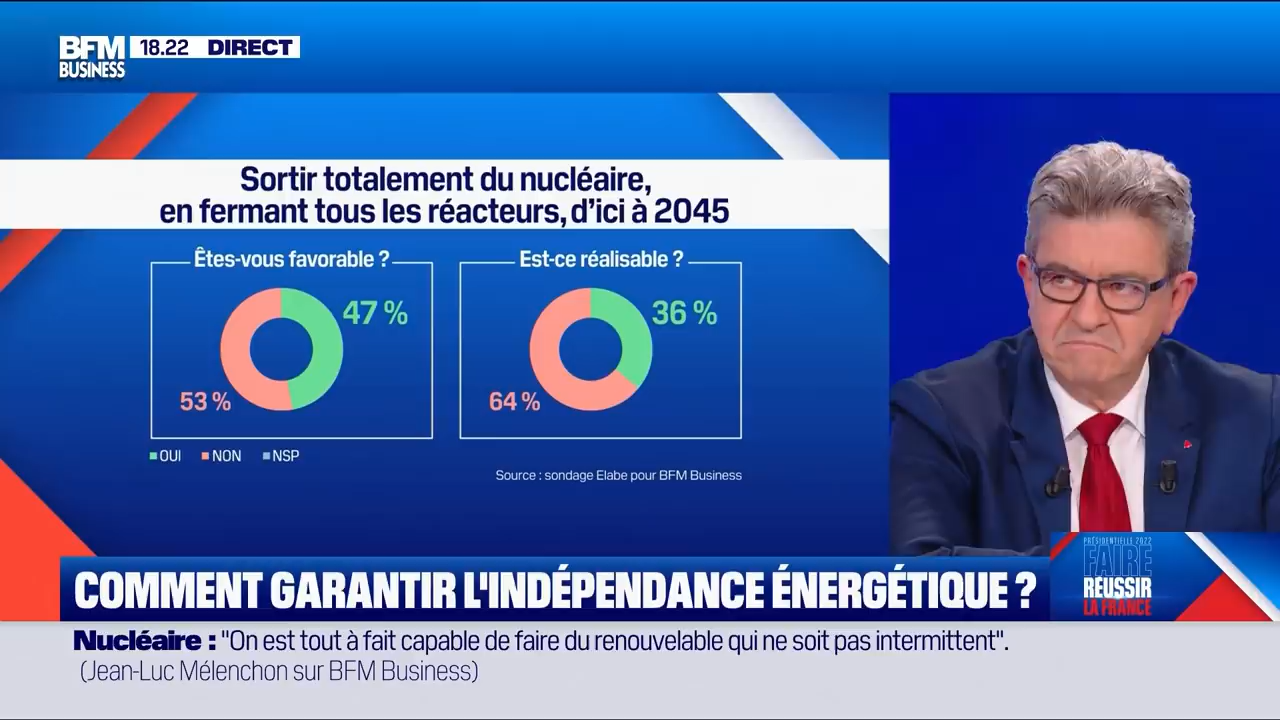 BFM
BUSINESS
18.22 DIRECT
Sortir totalement du nucléaire,
en fermant tous les réacteurs, d'ici à 2045
Êtes-vous favorable ?
47 %
53 %
Est-ce réalisable ?
36 %
64 %
OUI NON NSP
Source : sondage Elabe pour BFM Business
COMMENT GARANTIR L'INDÉPENDANCE ÉNERGÉTIQUE ?
PRÉSIDENTIELLE 2022
FAIRE
RÉUSSIR
LA FRANCE
Nucléaire : "On est tout à fait capable de faire du renouvelable qui ne soit pas intermittent".
(Jean-Luc Mélenchon sur BFM Business)